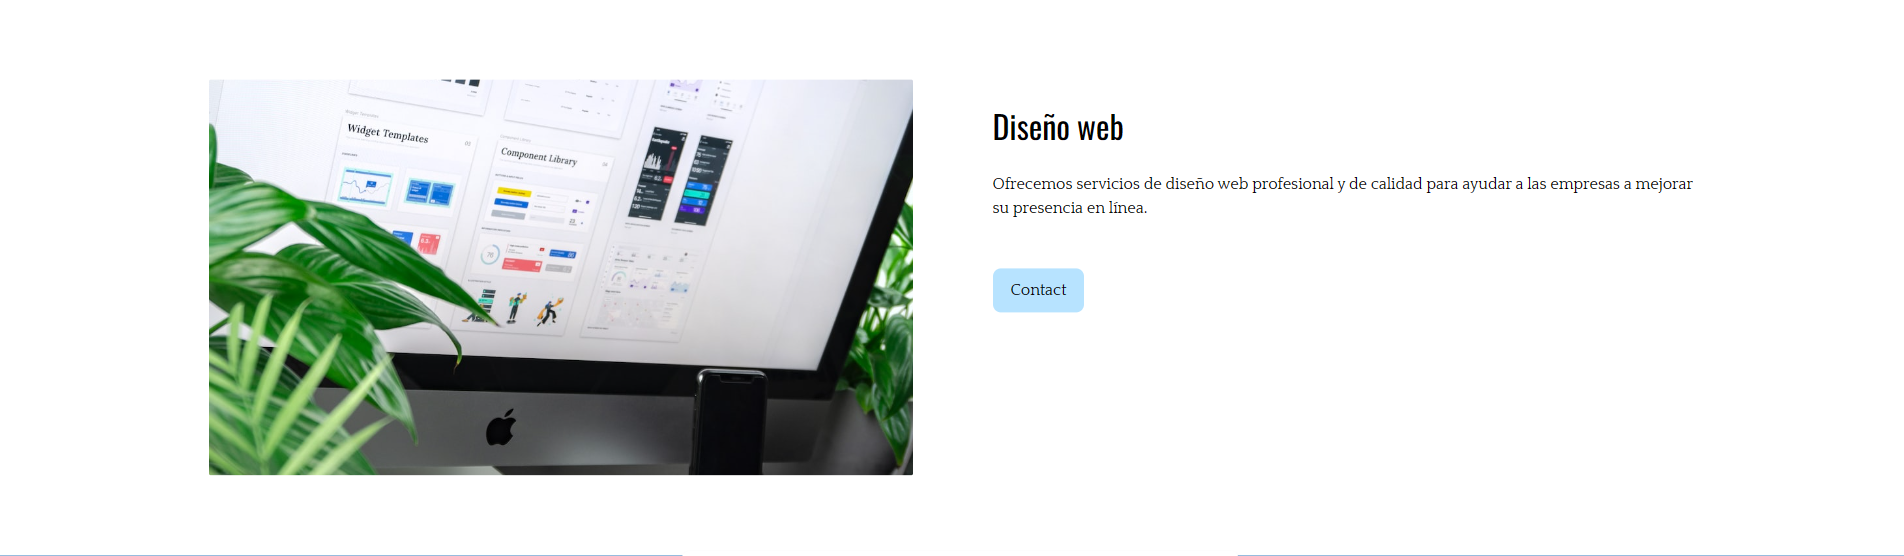 Widget Templates
Component Library
Diseño web
Ofrecemos servicios de diseño web profesional y de calidad para ayudar a las empresas a mejorar
su presencia en línea.
Contact